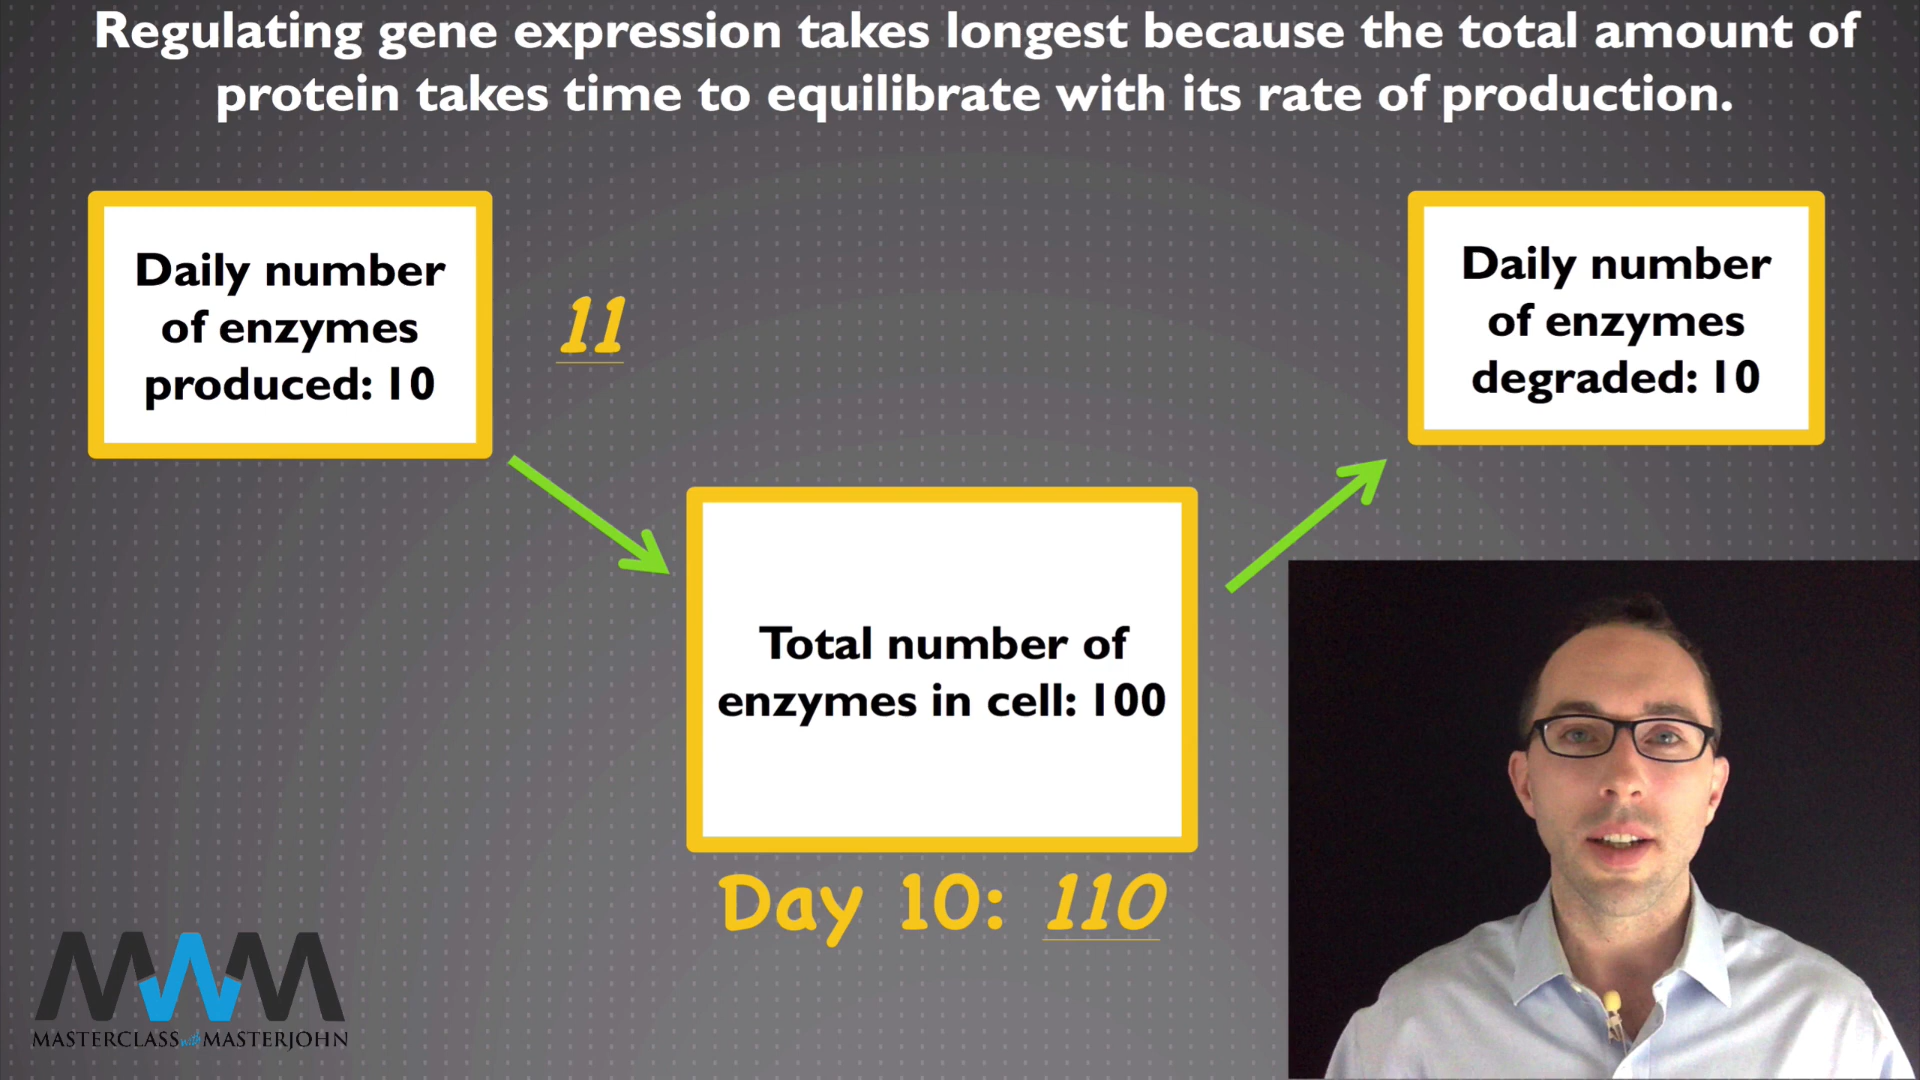 Regulating gene expression takes longest because the total amount of
protein takes time to equilibrate with its rate of production.
Daily number
of enzymes
produced: 10
11
Daily number
of enzymes
degraded: 10
Total number of
enzymes in cell: 100
Day 10: 110
MWM
MASTERCLASS with MASTERJOHN